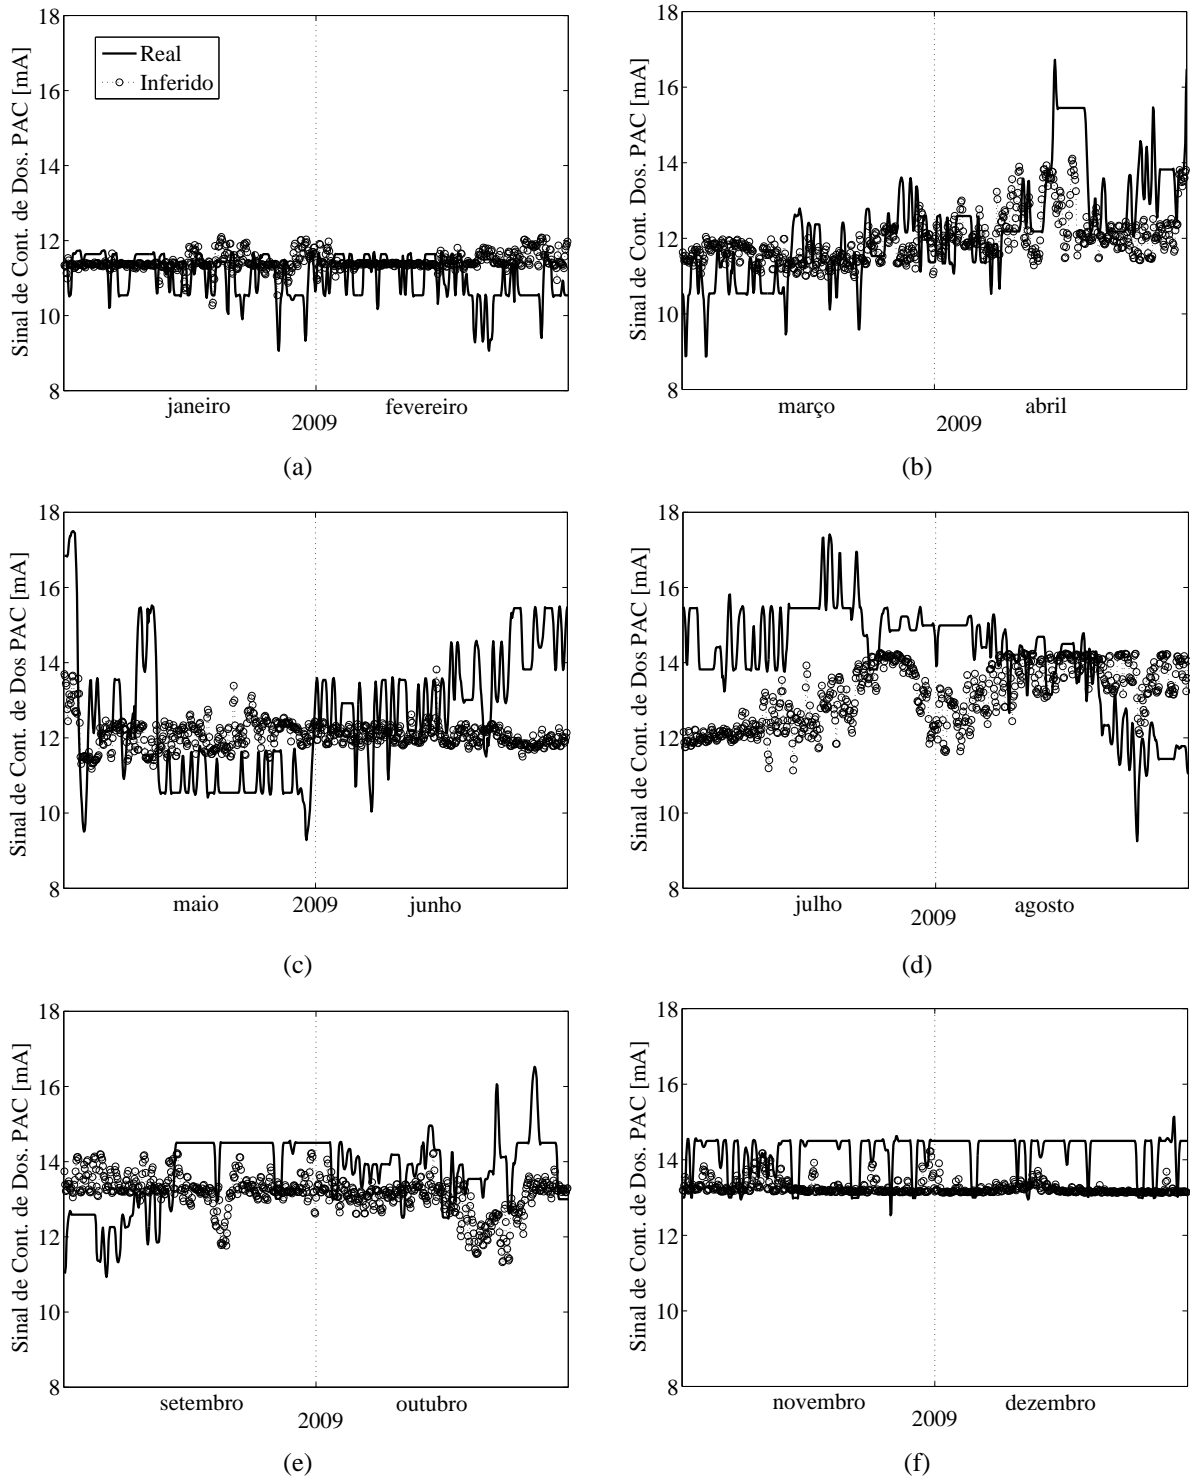 18
16
14
12
10
8
Sinal de Cont. de Dos. PAC [mA]
Real
Inferido
janeiro
fevereiro
2009
(a)
18
16
14
12
10
8
Sinal de Cont. Dos. PAC [mA]
março
abril
2009
(b)
18
16
14
12
10
8
Sinal de Cont. de Dos PAC [mA]
maio
2009
junho
(c)
18
16
14
12
10
8
Sinal de Cont. de Dos PAC [mA]
julho
agosto
2009
(d)
18
16
14
12
10
8
Sinal de Cont. de Dos. PAC [mA]
setembro
outubro
2009
(e)
18
16
14
12
10
8
Sinal de Cont. de Dos. PAC [mA]
novembro
dezembro
2009
(f)